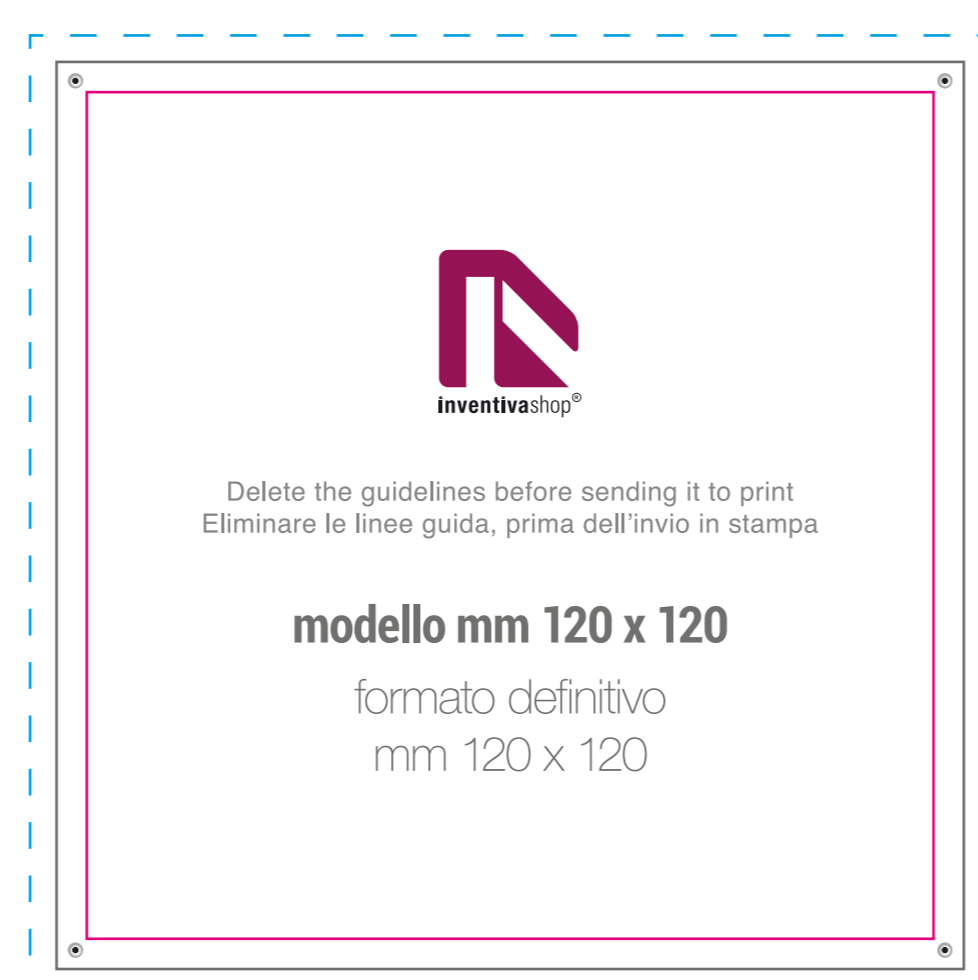 inventivashop®
Delete the guidelines before sending it to print
Eliminare le linee guida, prima dell'invio in stampa
modello mm 120 x 120
formato definitivo
mm 120 x 120